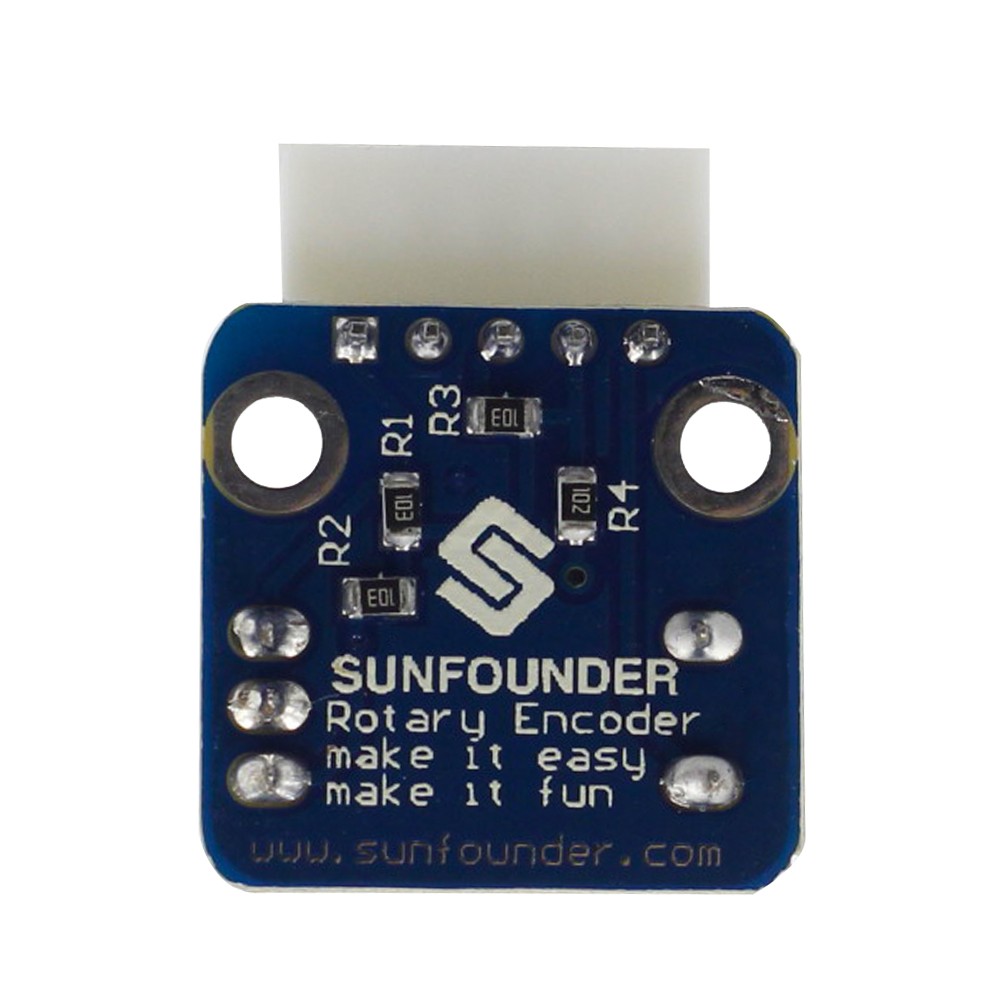 R3
103
R1
103
102
R4
R2
103
SUNFOUNDER
Rotary Encoder
make it easy
make it fun
www.sunfounder.com